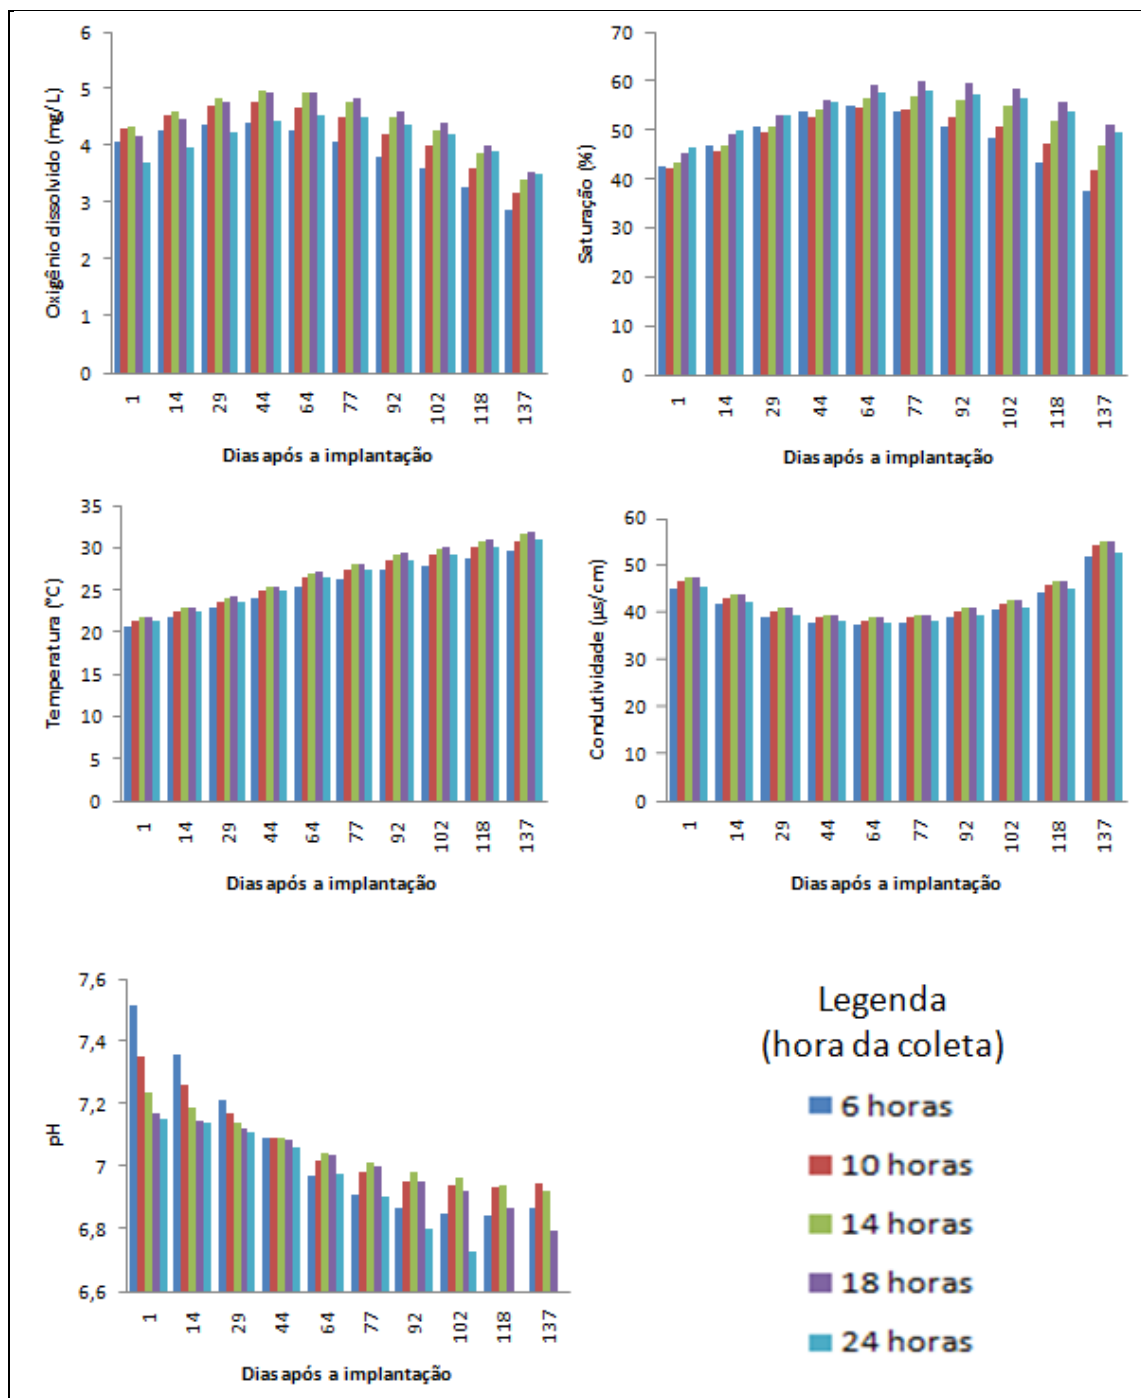 Oxigênio dissolvido (mg/L)
6
5
4
3
2
1
0
1 14 29 44 64 77 92 102 118 137
Dias após a implantação
Saturação (%)
70
60
50
40
30
20
10
0
1 14 29 44 64 77 92 102 118 137
Dias após a implantação
Temperatura (°C)
35
30
25
20
15
10
5
0
1 14 29 44 64 77 92 102 118 137
Dias após a implantação
Condutividade (µs/cm)
60
50
40
30
20
10
0
1 14 29 44 64 77 92 102 118 137
Dias após a implantação
pH
7,6
7,4
7,2
7
6,8
6,6
1 14 29 44 64 77 92 102 118 137
Dias após a implantação
Legenda
(hora da coleta)
6 horas
10 horas
14 horas
18 horas
24 horas